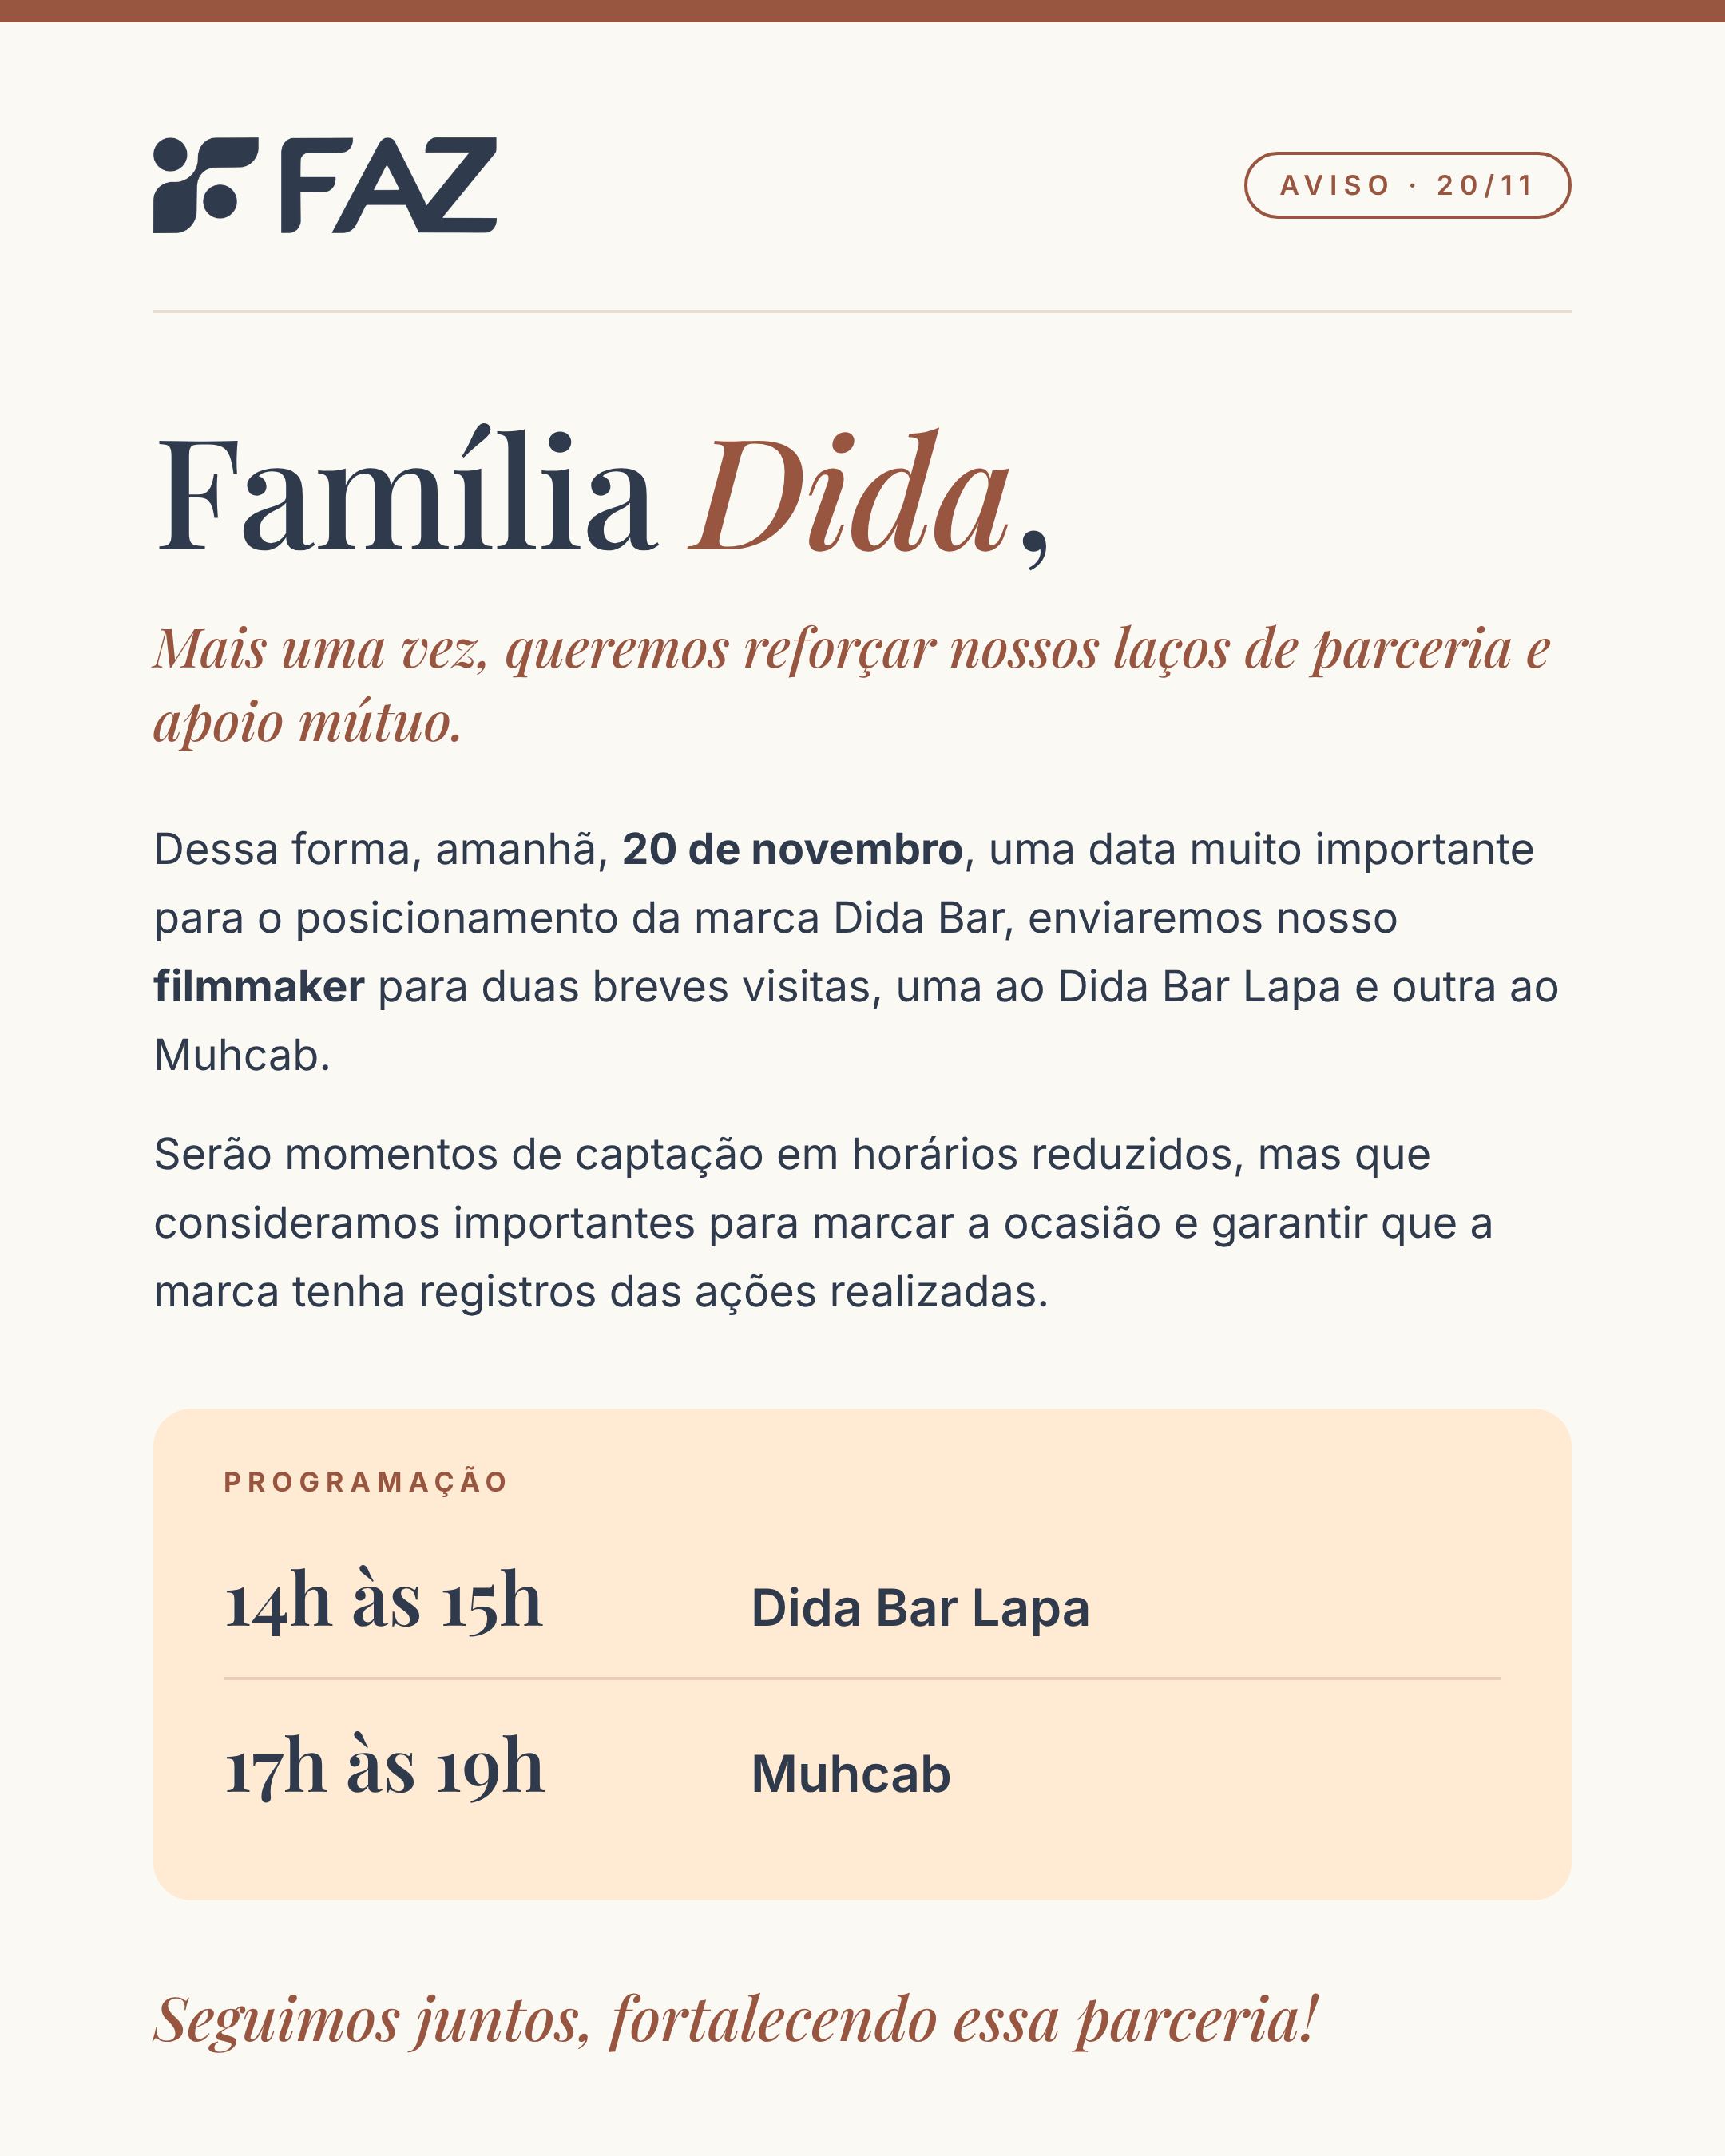 FAZ
AVISO · 20/11
Família Dida,
Mais uma vez, queremos reforçar nossos laços de parceria e
apoio mútuo.
Dessa forma, amanhã, 20 de novembro, uma data muito importante
para o posicionamento da marca Dida Bar, enviaremos nosso
filmmaker para duas breves visitas, uma ao Dida Bar Lapa e outra ao
Muhcab.
Serão momentos de captação em horários reduzidos, mas que
consideramos importantes para marcar a ocasião e garantir que a
marca tenha registros das ações realizadas.
PROGRAMAÇÃO
14h às 15h Dida Bar Lapa
17h às 19h Muhcab
Seguimos juntos, fortalecendo essa parceria!